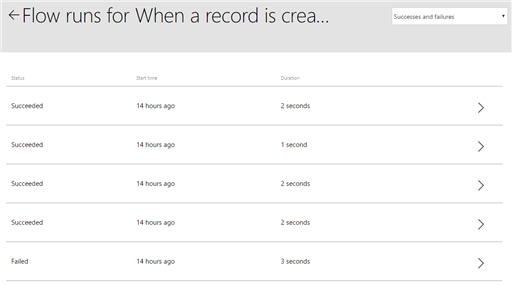 Flow runs for When a record is crea...
Successes and failures
Status Start time Duration
Succeeded 14 hours ago 2 seconds
Succeeded 14 hours ago 1 second
Succeeded 14 hours ago 2 seconds
Succeeded 14 hours ago 2 seconds
Failed 14 hours ago 3 seconds